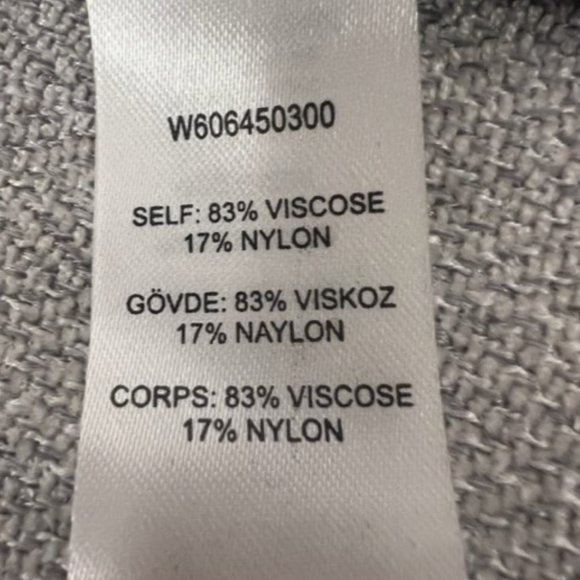 W606450300
SELF: 83% VISCOSE
17% NYLON
GÖVDE: 83% VISKOZ
17% NAYLON
CORPS: 83% VISCOSE
17% NYLON